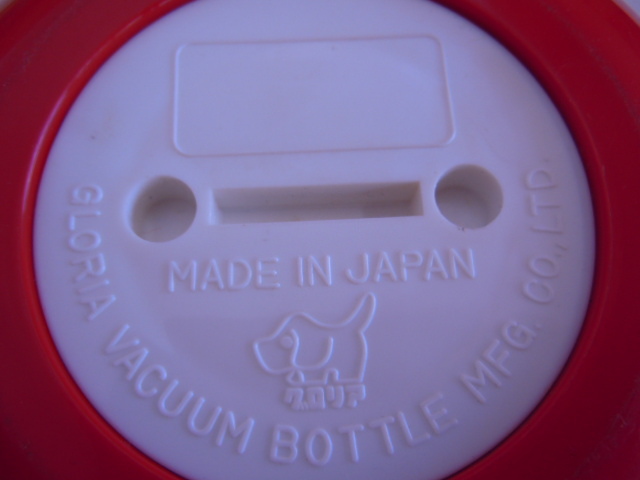 MADE IN JAPAN
グロリア
GLORIA VACUUM BOTTLE MFG. CO., LTD.